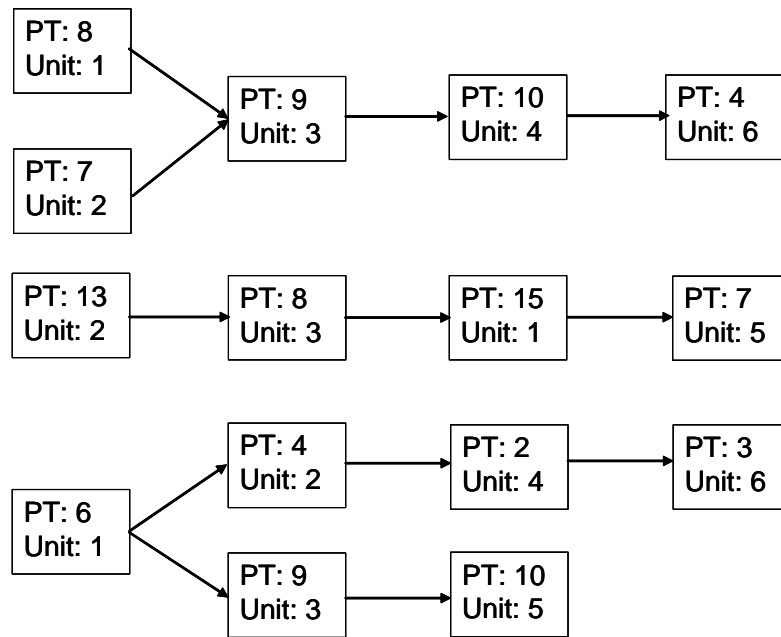 PT: 8
Unit: 1
PT: 9
Unit: 3
PT: 10
Unit: 4
PT: 4
Unit: 6
PT: 7
Unit: 2
PT: 13
Unit: 2
PT: 8
Unit: 3
PT: 15
Unit: 1
PT: 7
Unit: 5
PT: 6
Unit: 1
PT: 4
Unit: 2
PT: 2
Unit: 4
PT: 3
Unit: 6
PT: 9
Unit: 3
PT: 10
Unit: 5